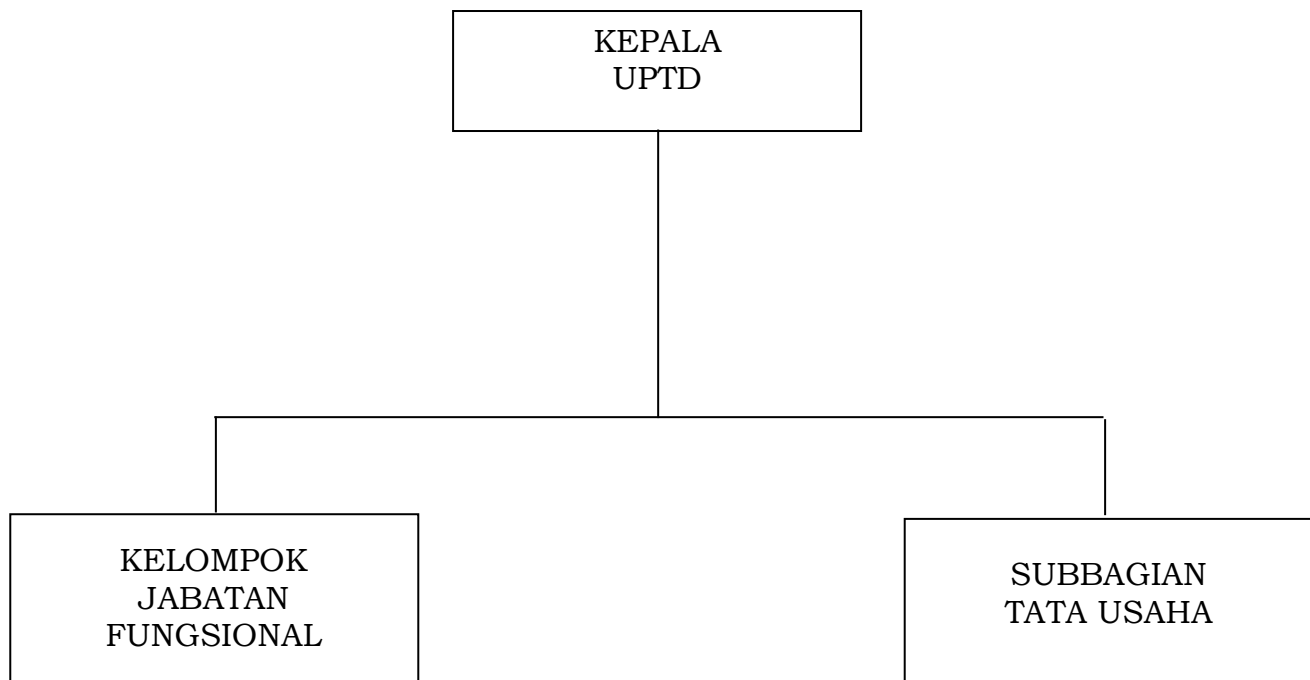 KEPALA
UPTD
KELOMPOK
JABATAN
FUNGSIONAL
SUBBAGIAN
TATA USAHA